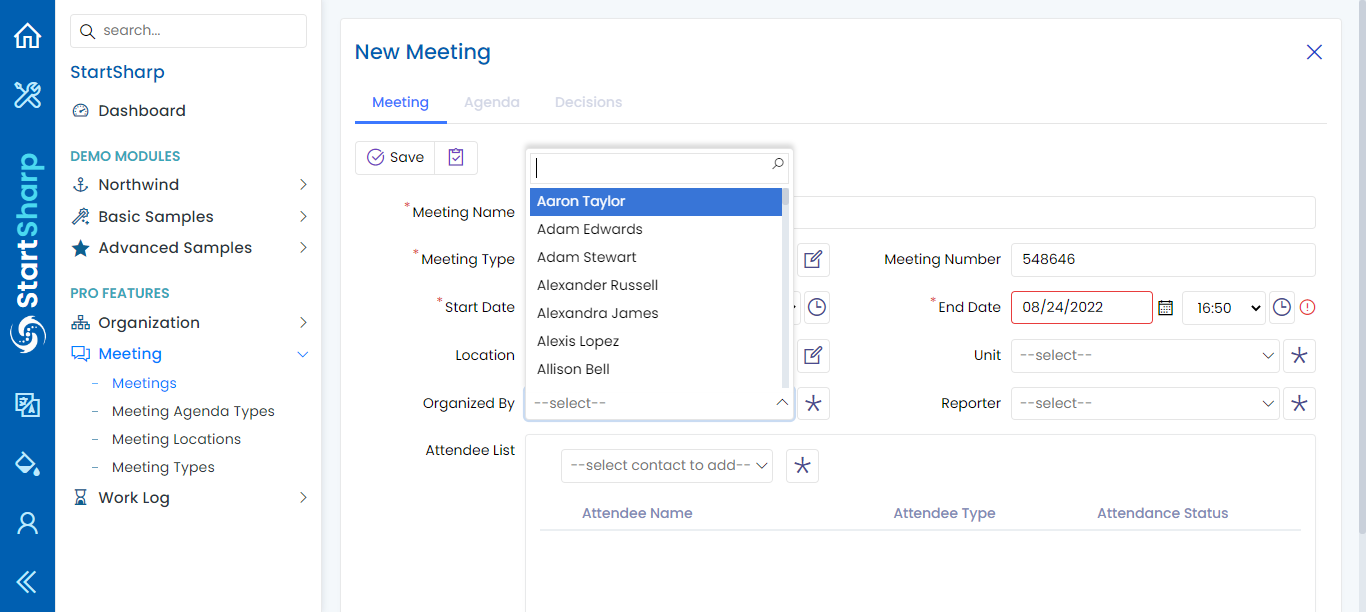 search...
StartSharp
Dashboard
DEMO MODULES
Northwind
Basic Samples
Advanced Samples
PRO FEATURES
Organization
Meeting
Meetings
Meeting Agenda Types
Meeting Locations
Meeting Types
Work Log
StartSharp
New Meeting
Meeting Agenda Decisions
Save
*Meeting Name
*Meeting Type
Meeting Number 548646
*Start Date
*End Date 08/24/2022 16:50
Location
Unit --select--
Organized By --select--
Reporter --select--
Aaron Taylor
Adam Edwards
Adam Stewart
Alexander Russell
Alexandra James
Alexis Lopez
Allison Bell
Attendee List
--select contact to add--
Attendee Name Attendee Type Attendance Status